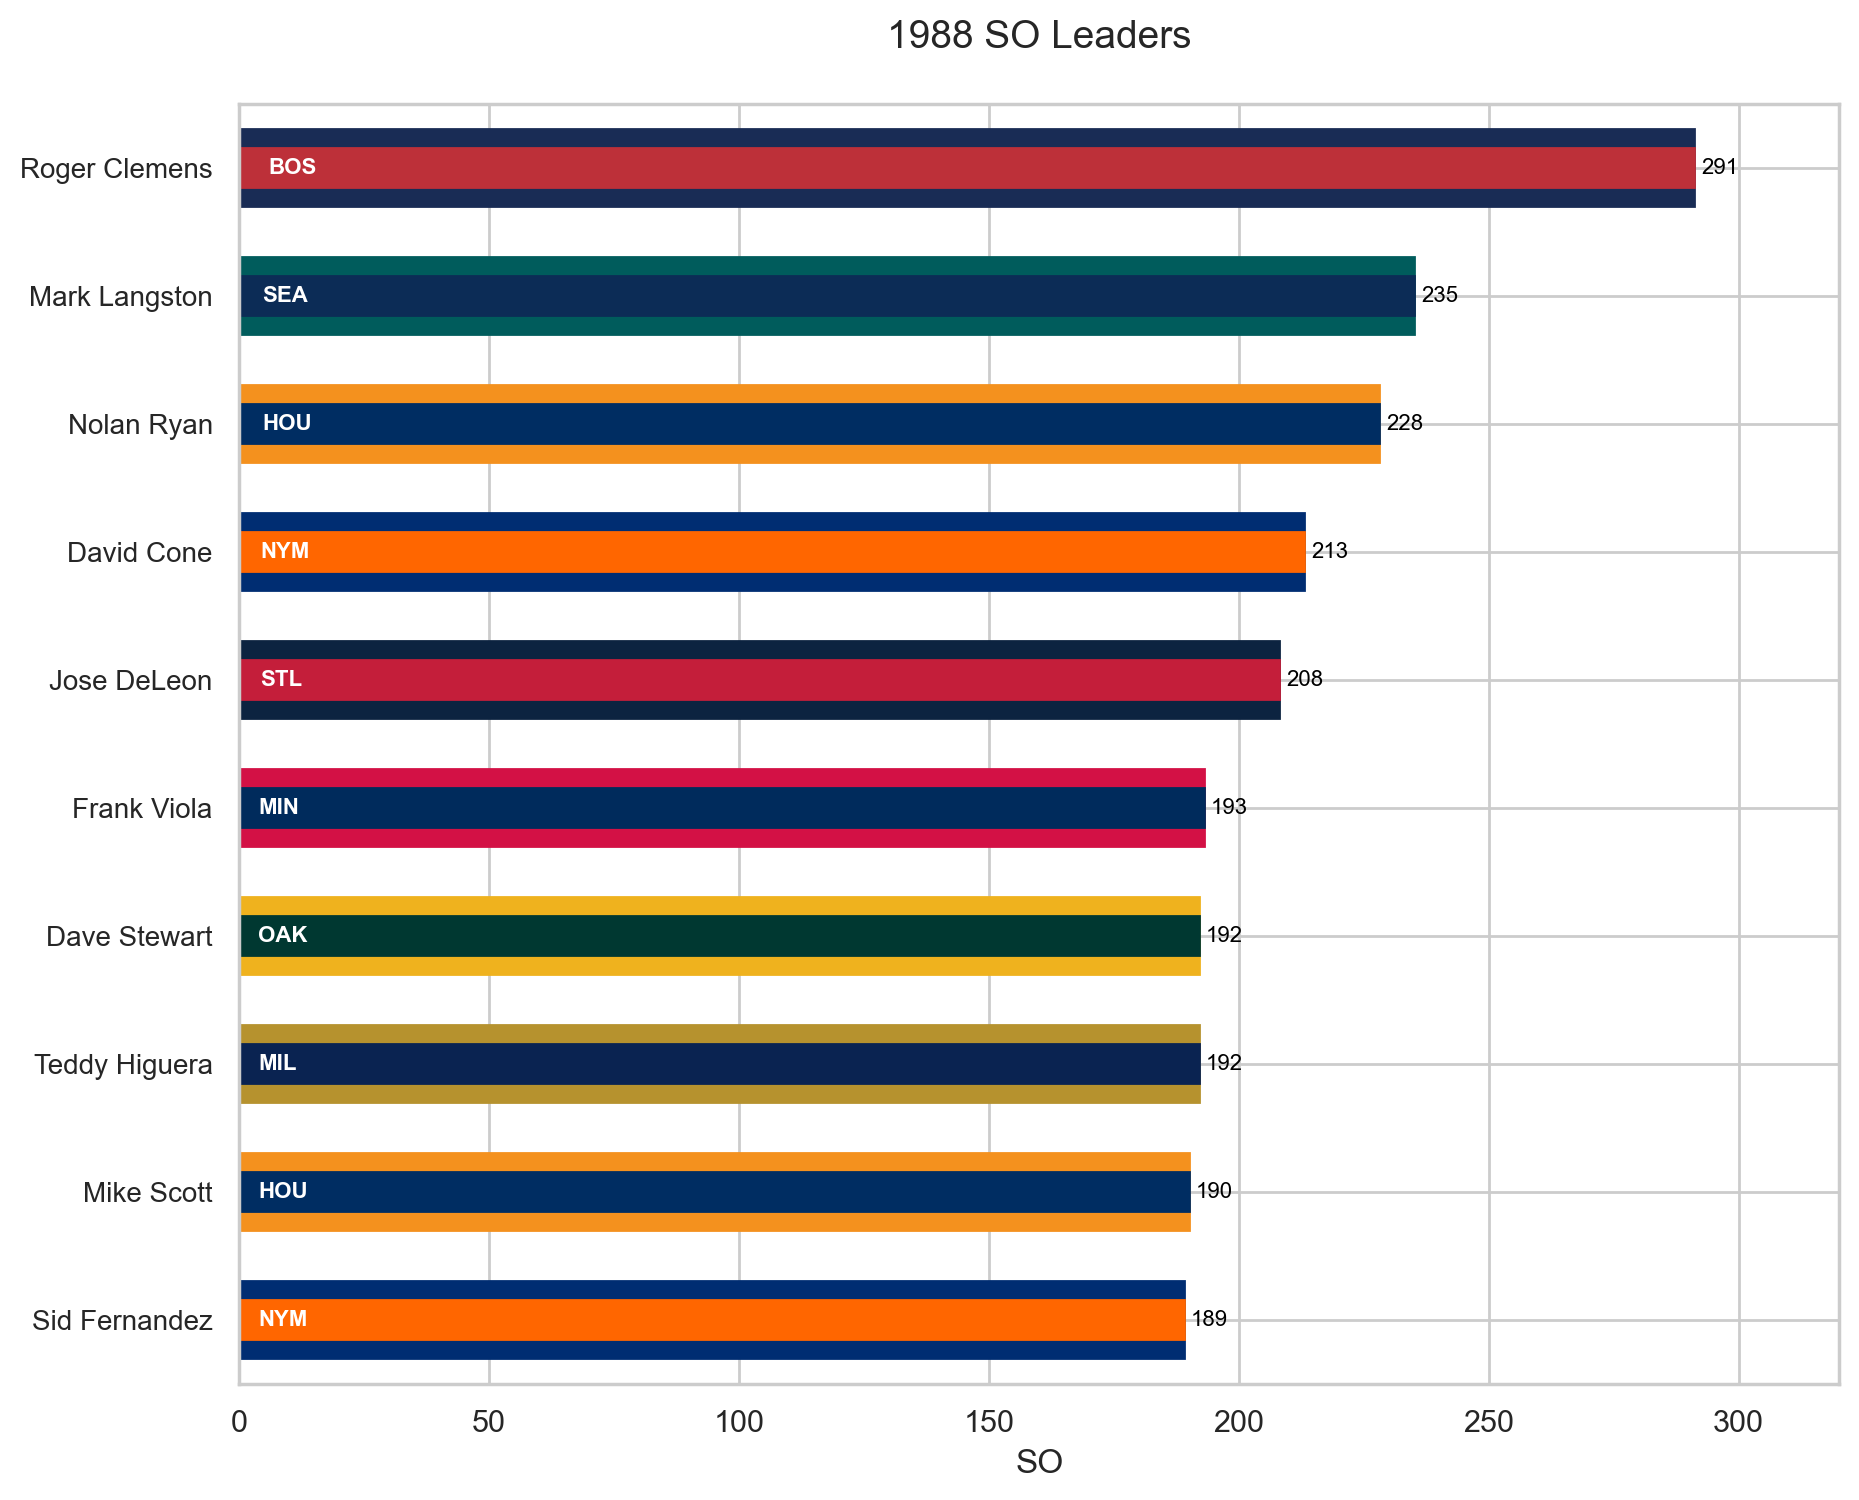 1988 SO Leaders
Roger Clemens BOS 291
Mark Langston SEA 235
Nolan Ryan HOU 228
David Cone NYM 213
Jose DeLeon STL 208
Frank Viola MIN 193
Dave Stewart OAK 192
Teddy Higuera MIL 192
Mike Scott HOU 190
Sid Fernandez NYM 189
0 50 100 150 200 250 300
SO